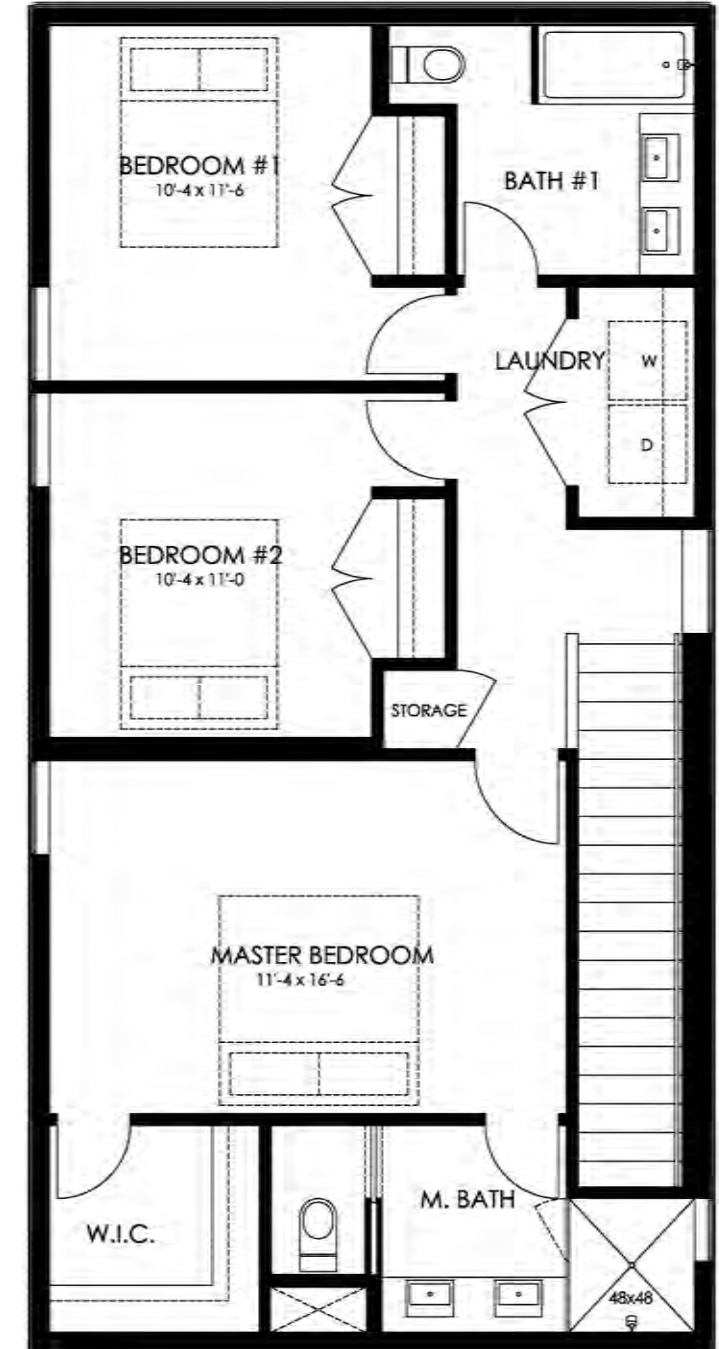 BEDROOM #1
10'-4 x 11'-6
BATH #1
LAUNDRY
W
D
BEDROOM #2
10'-4 x 11'-0
STORAGE
MASTER BEDROOM
11'-4 x 16'-6
M. BATH
W.I.C.
48x48